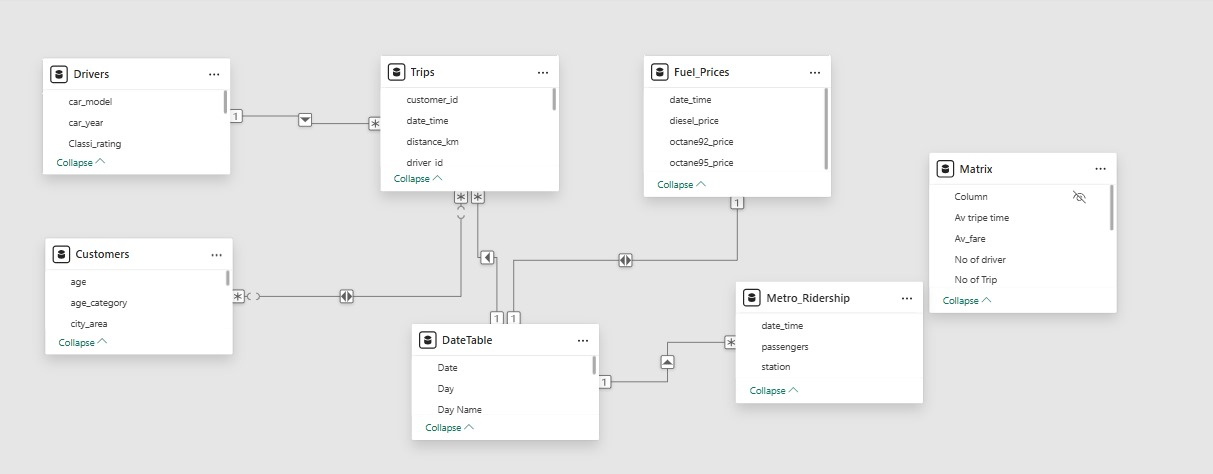 Drivers
car_model
car_year
Classi_rating
Collapse
Trips
customer_id
date_time
distance_km
driver_id
Collapse
Fuel_Prices
date_time
diesel_price
octane92_price
octane95_price
Collapse
Matrix
Column
Av tripe time
Av_fare
No of driver
No of Trip
Collapse
Customers
age
age_category
city_area
Collapse
DateTable
Date
Day
Day Name
Collapse
Metro_Ridership
date_time
passengers
station
Collapse
1
*
*
*
1
*
1
1
1
*